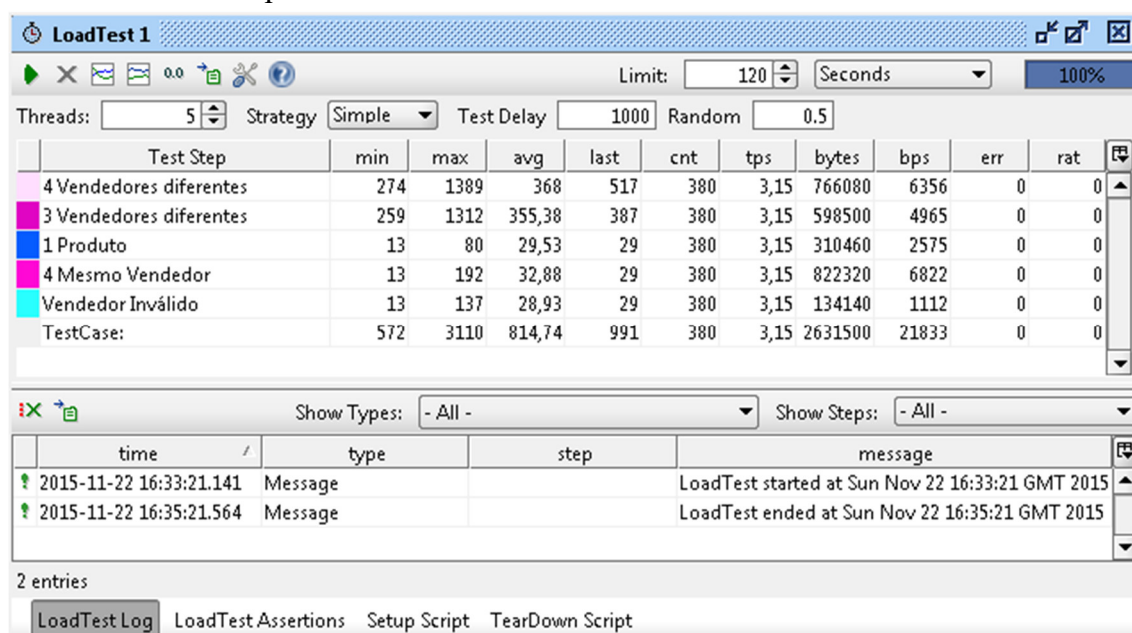 LoadTest 1
0.0 Limit: 120 Seconds 100%
Threads: 5 Strategy Simple Test Delay 1000 Random 0.5
Test Step min max avg last cnt tps bytes bps err rat
4 Vendedores diferentes 274 1389 368 517 380 3,15 766080 6356 0 0
3 Vendedores diferentes 259 1312 355,38 387 380 3,15 598500 4965 0 0
1 Produto 13 80 29,53 29 380 3,15 310460 2575 0 0
4 Mesmo Vendedor 13 192 32,88 29 380 3,15 822320 6822 0 0
Vendedor Inválido 13 137 28,93 29 380 3,15 134140 1112 0 0
TestCase: 572 3110 814,74 991 380 3,15 2631500 21833 0 0
Show Types: - All - Show Steps: - All -
time type step message
2015-11-22 16:33:21.141 Message LoadTest started at Sun Nov 22 16:33:21 GMT 2015
2015-11-22 16:35:21.564 Message LoadTest ended at Sun Nov 22 16:35:21 GMT 2015
2 entries
LoadTest Log LoadTest Assertions Setup Script TearDown Script